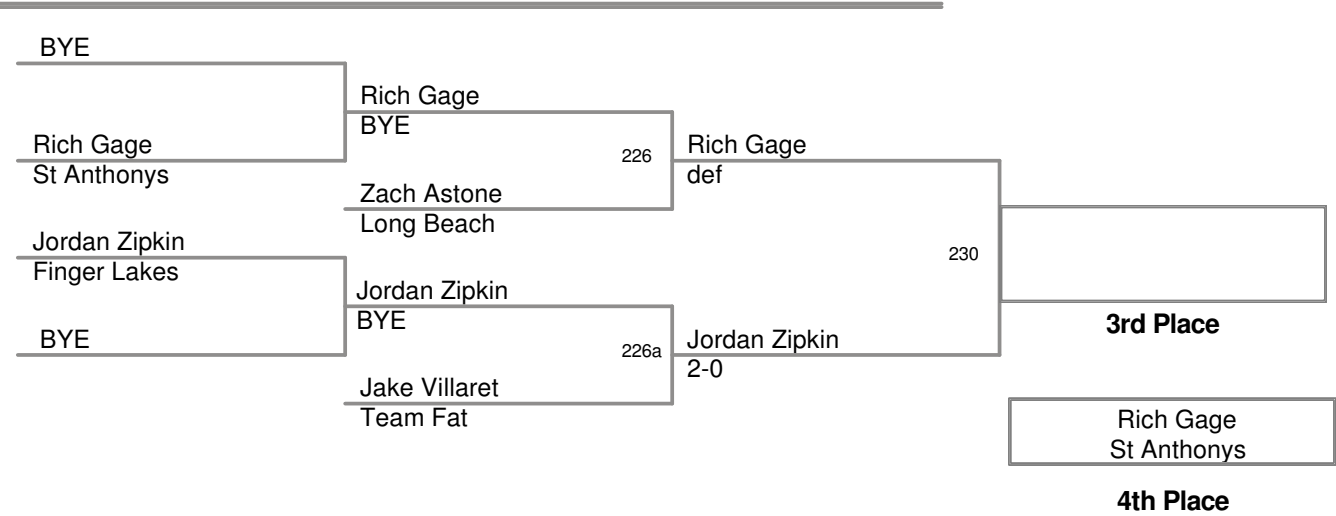 BYE
Rich Gage
BYE
Rich Gage
St Anthonys
226
Rich Gage
def
Zach Astone
Long Beach
Jordan Zipkin
Finger Lakes
230
Jordan Zipkin
BYE
3rd Place
BYE
226a
Jordan Zipkin
2-0
Jake Villaret
Team Fat
Rich Gage
St Anthonys
4th Place